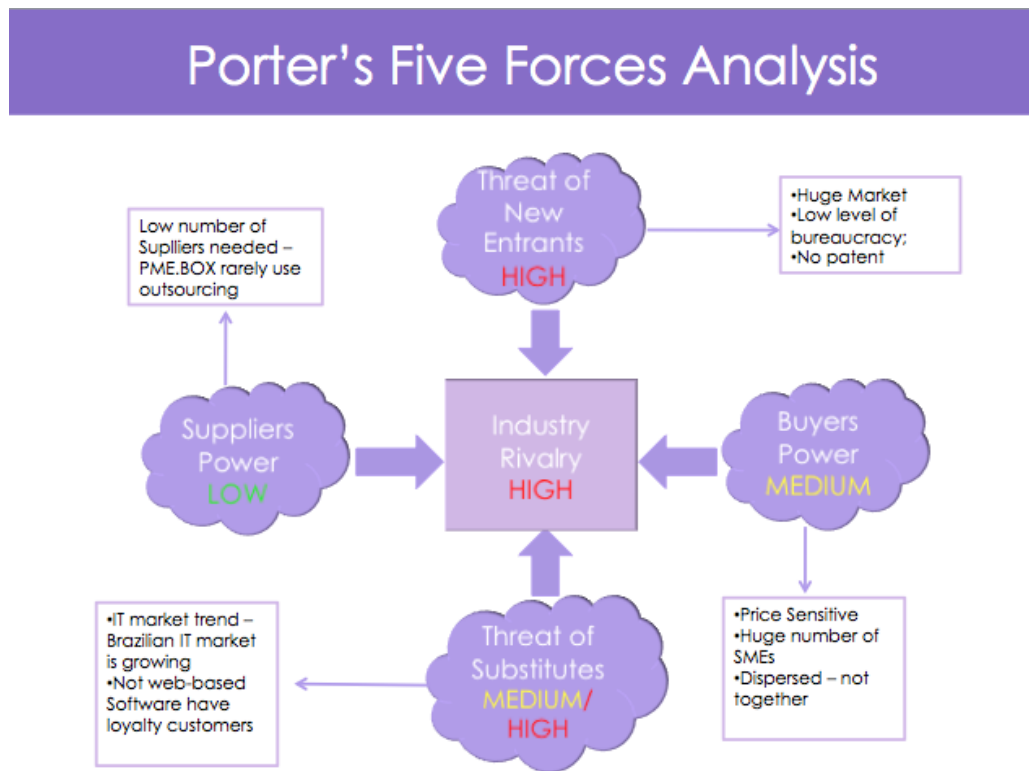 Porter's Five Forces Analysis
Threat of
New
Entrants
HIGH
•Huge Market
•Low level of
bureaucracy;
•No patent
Low number of
Supliers needed –
PME.BOX rarely use
outsourcing
Suppliers
Power
LOW
Industry
Rivalry
HIGH
Buyers
Power
MEDIUM
•IT market trend –
Brazilian IT market
is growing
•Not web-based
Software have
loyalty customers
Threat of
Substitutes
MEDIUM/
HIGH
•Price Sensitive
•Huge number of
SMEs
•Dispersed – not
together